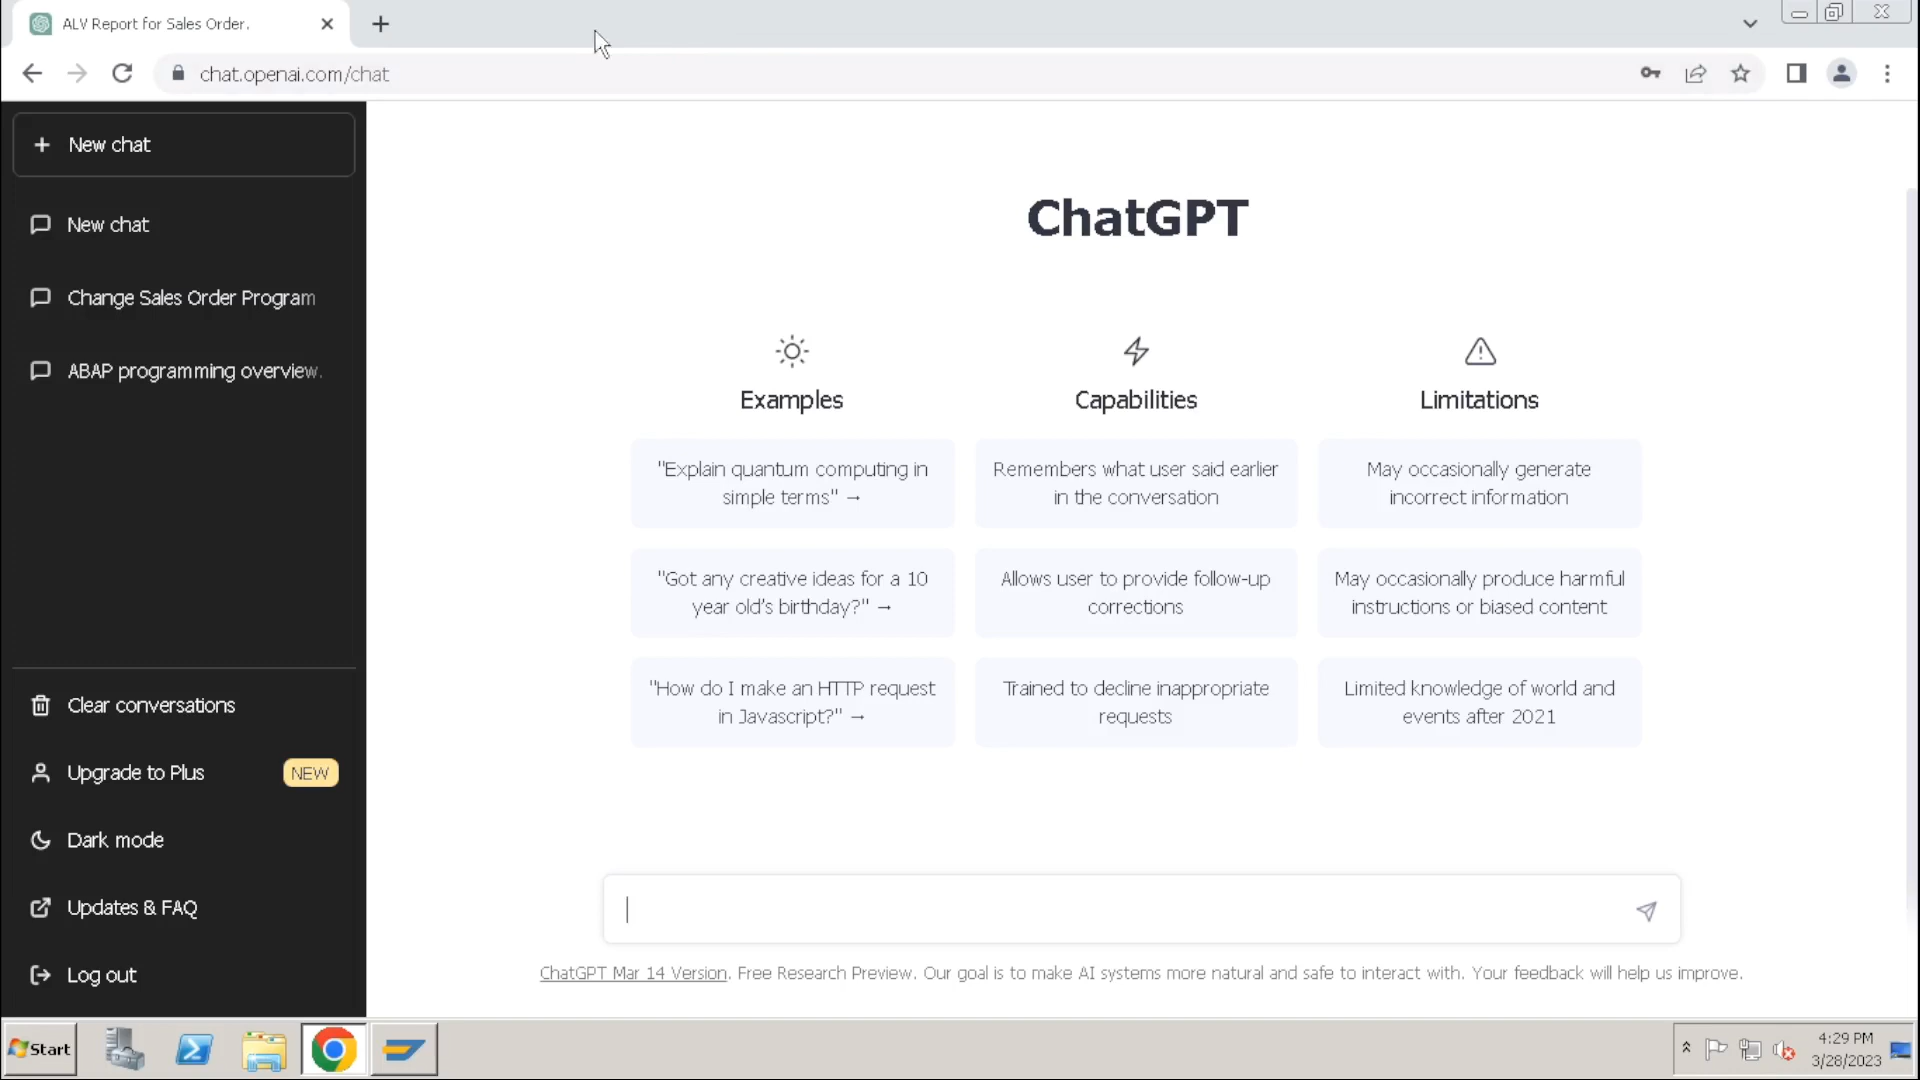 ALV Report for Sales Order.
chat.openai.com/chat
New chat
New chat
Change Sales Order Program
ABAP programming overview.
Clear conversations
Upgrade to Plus NEW
Dark mode
Updates & FAQ
Log out
ChatGPT
Examples
"Explain quantum computing in
simple terms" →
"Got any creative ideas for a 10
year old's birthday?" →
"How do I make an HTTP request
in Javascript?" →
Capabilities
Remembers what user said earlier
in the conversation
Allows user to provide follow-up
corrections
Trained to decline inappropriate
requests
Limitations
May occasionally generate
incorrect information
May occasionally produce harmful
instructions or biased content
Limited knowledge of world and
events after 2021
ChatGPT Mar 14 Version. Free Research Preview. Our goal is to make AI systems more natural and safe to interact with. Your feedback will help us improve.
Start
4:29 PM
3/28/2023